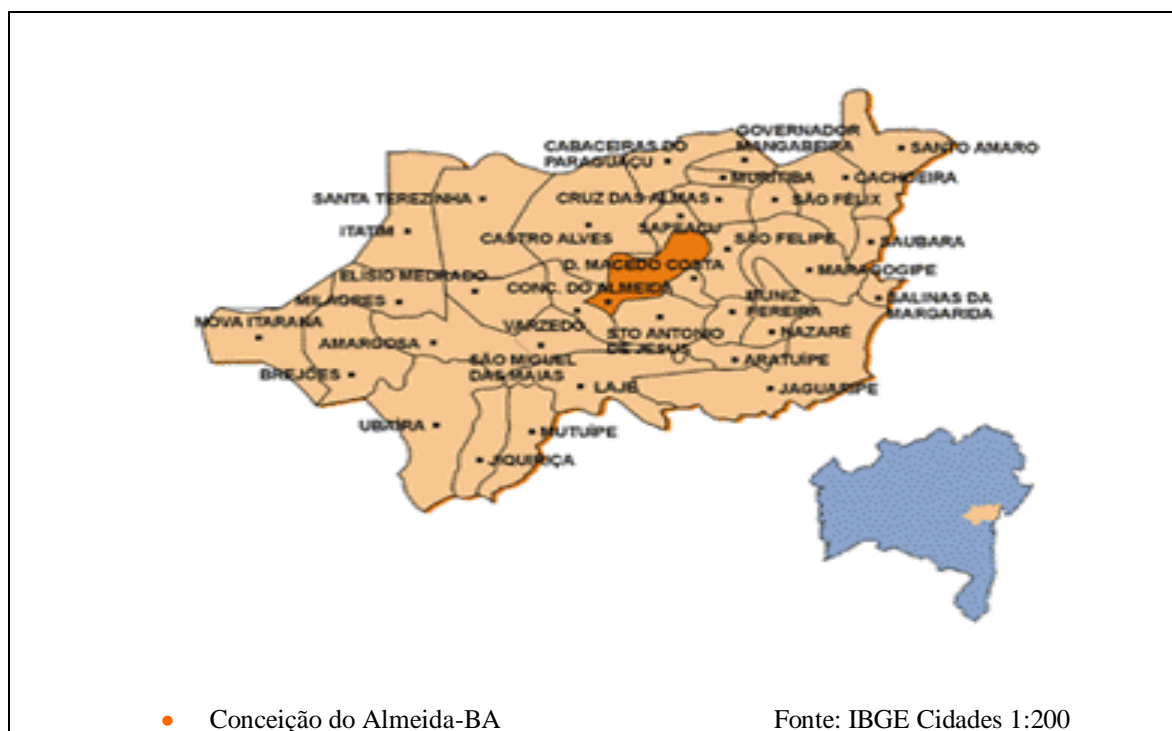 GOVERNADOR
MANGABEIRA
CABACEIRAS DO
PARAGUAÇU
SANTO AMARO
MURITIBA
CACHOEIRA
SANTA TEREZINHA
CRUZ DAS ALMAS
SÃO FÉLIX
SAPEAÇU
ITATIM
CASTRO ALVES
SÃO FELIPE
SAUBARA
D. MACEDO COSTA
MARAGOGIPE
ELISIO MEDRADO
CONC. DO ALMEIDA
MILAGRES
MUNIZ
FERREIRA
SALINAS DA
MARGARIDA
NOVA ITARANA
VARZEDO
STO ANTONIO
DE JESUS
NAZARÉ
AMARGOSA
SÃO MIGUEL
DAS MAIAS
ARATUÍPE
BREJÕES
LAJE
JAGUARIPE
UBAÍRA
MUTUÍPE
JIQUIRIÇA
• Conceição do Almeida-BA Fonte: IBGE Cidades 1:200